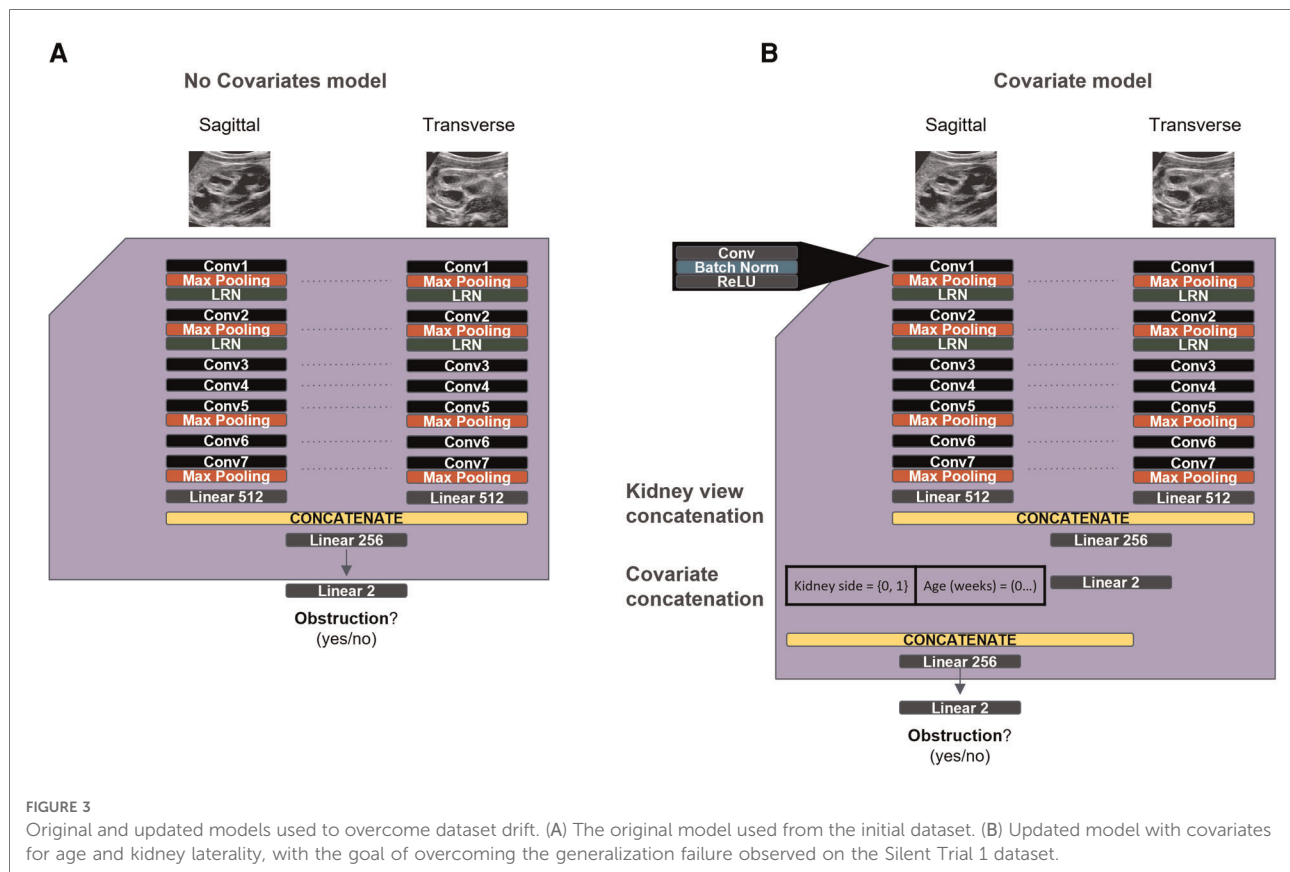 A
No Covariates model
Sagittal
Transverse
Conv1
Max Pooling
LRN
Conv2
Max Pooling
LRN
Conv3
Conv4
Conv5
Max Pooling
Conv6
Conv7
Max Pooling
Linear 512
Conv1
Max Pooling
LRN
Conv2
Max Pooling
LRN
Conv3
Conv4
Conv5
Max Pooling
Conv6
Conv7
Max Pooling
Linear 512
CONCATENATE
Linear 256
Linear 2
Obstruction?
(yes/no)
B
Covariate model
Sagittal
Transverse
Conv
Batch Norm
ReLU
Conv1
Max Pooling
LRN
Conv2
Max Pooling
LRN
Conv3
Conv4
Conv5
Max Pooling
Conv6
Conv7
Max Pooling
Linear 512
Conv1
Max Pooling
LRN
Conv2
Max Pooling
LRN
Conv3
Conv4
Conv5
Max Pooling
Conv6
Conv7
Max Pooling
Linear 512
Kidney view
concatenation
CONCATENATE
Linear 256
Covariate
concatenation
Kidney side = {0, 1}
Age (weeks) = (0...)
Linear 2
CONCATENATE
Linear 256
Linear 2
Obstruction?
(yes/no)
FIGURE 3
Original and updated models used to overcome dataset drift. (A) The original model used from the initial dataset. (B) Updated model with covariates
for age and kidney laterality, with the goal of overcoming the generalization failure observed on the Silent Trial 1 dataset.